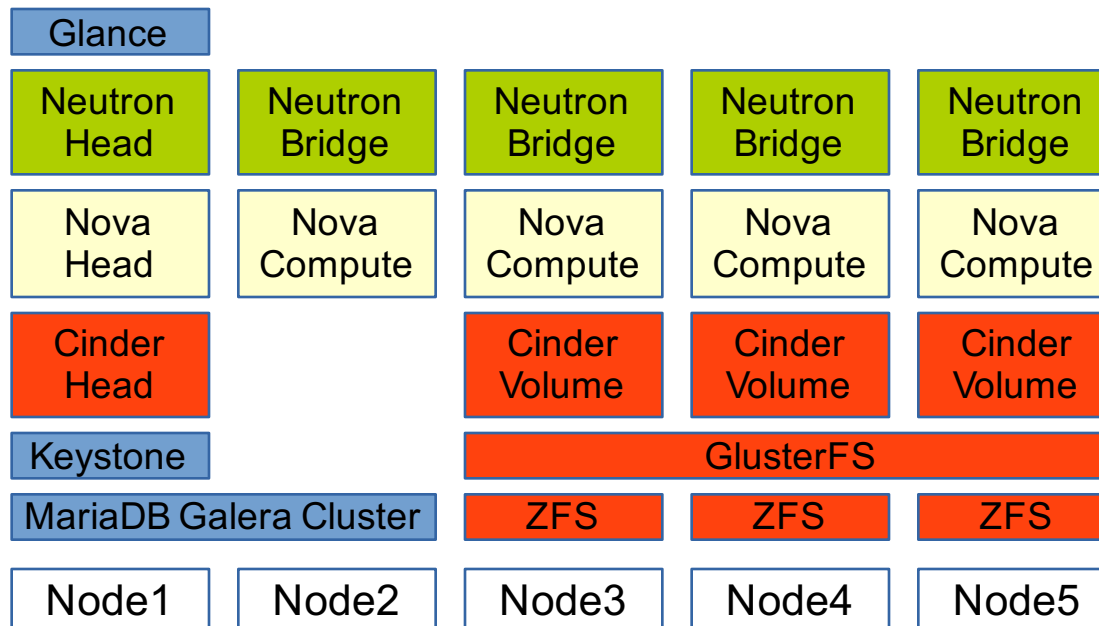 Glance
Neutron
Head
Neutron
Bridge
Neutron
Bridge
Neutron
Bridge
Neutron
Bridge
Nova
Head
Nova
Compute
Nova
Compute
Nova
Compute
Nova
Compute
Cinder
Head
Cinder
Volume
Cinder
Volume
Cinder
Volume
Keystone
GlusterFS
MariaDB Galera Cluster
ZFS
ZFS
ZFS
Node1
Node2
Node3
Node4
Node5